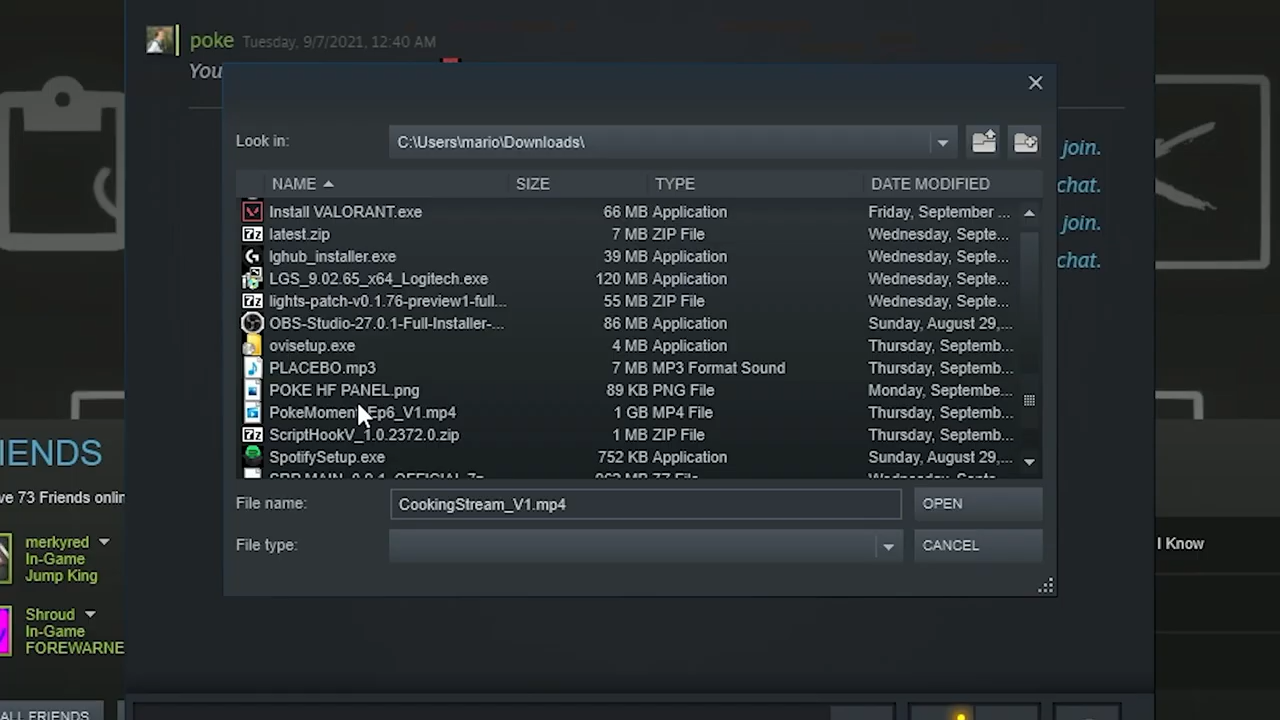 poke Tuesday, 9/7/2021, 12:40 AM
You
join.
chat.
join.
chat.
Look in: C:\Users\mario\Downloads\
NAME SIZE TYPE DATE MODIFIED
Install VALORANT.exe 66 MB Application Friday, September ...
latest.zip 7 MB ZIP File Wednesday, Septe...
lghub_installer.exe 39 MB Application Wednesday, Septe...
LGS_9.02.65_x64_Logitech.exe 120 MB Application Wednesday, Septe...
lights-patch-v0.1.76-preview1-full... 55 MB ZIP File Wednesday, Septe...
OBS-Studio-27.0.1-Full-Installer-... 86 MB Application Sunday, August 29,...
ovisetup.exe 4 MB Application Thursday, Septemb...
PLACEBO.mp3 7 MB MP3 Format Sound Thursday, Septemb...
POKE HF PANEL.png 89 KB PNG File Monday, Septembe...
PokeMoment_Ep6_V1.mp4 1 GB MP4 File Thursday, Septemb...
ScriptHookV_1.0.2372.0.zip 1 MB ZIP File Thursday, Septemb...
SpotifySetup.exe 752 KB Application Sunday, August 29,...
File name: CookingStream_V1.mp4 OPEN
File type: CANCEL
IENDS
ve 73 Friends onlin
merkyred
In-Game
Jump King
Shroud
In-Game
FOREWARNE
ALL FRIENDS
I Know